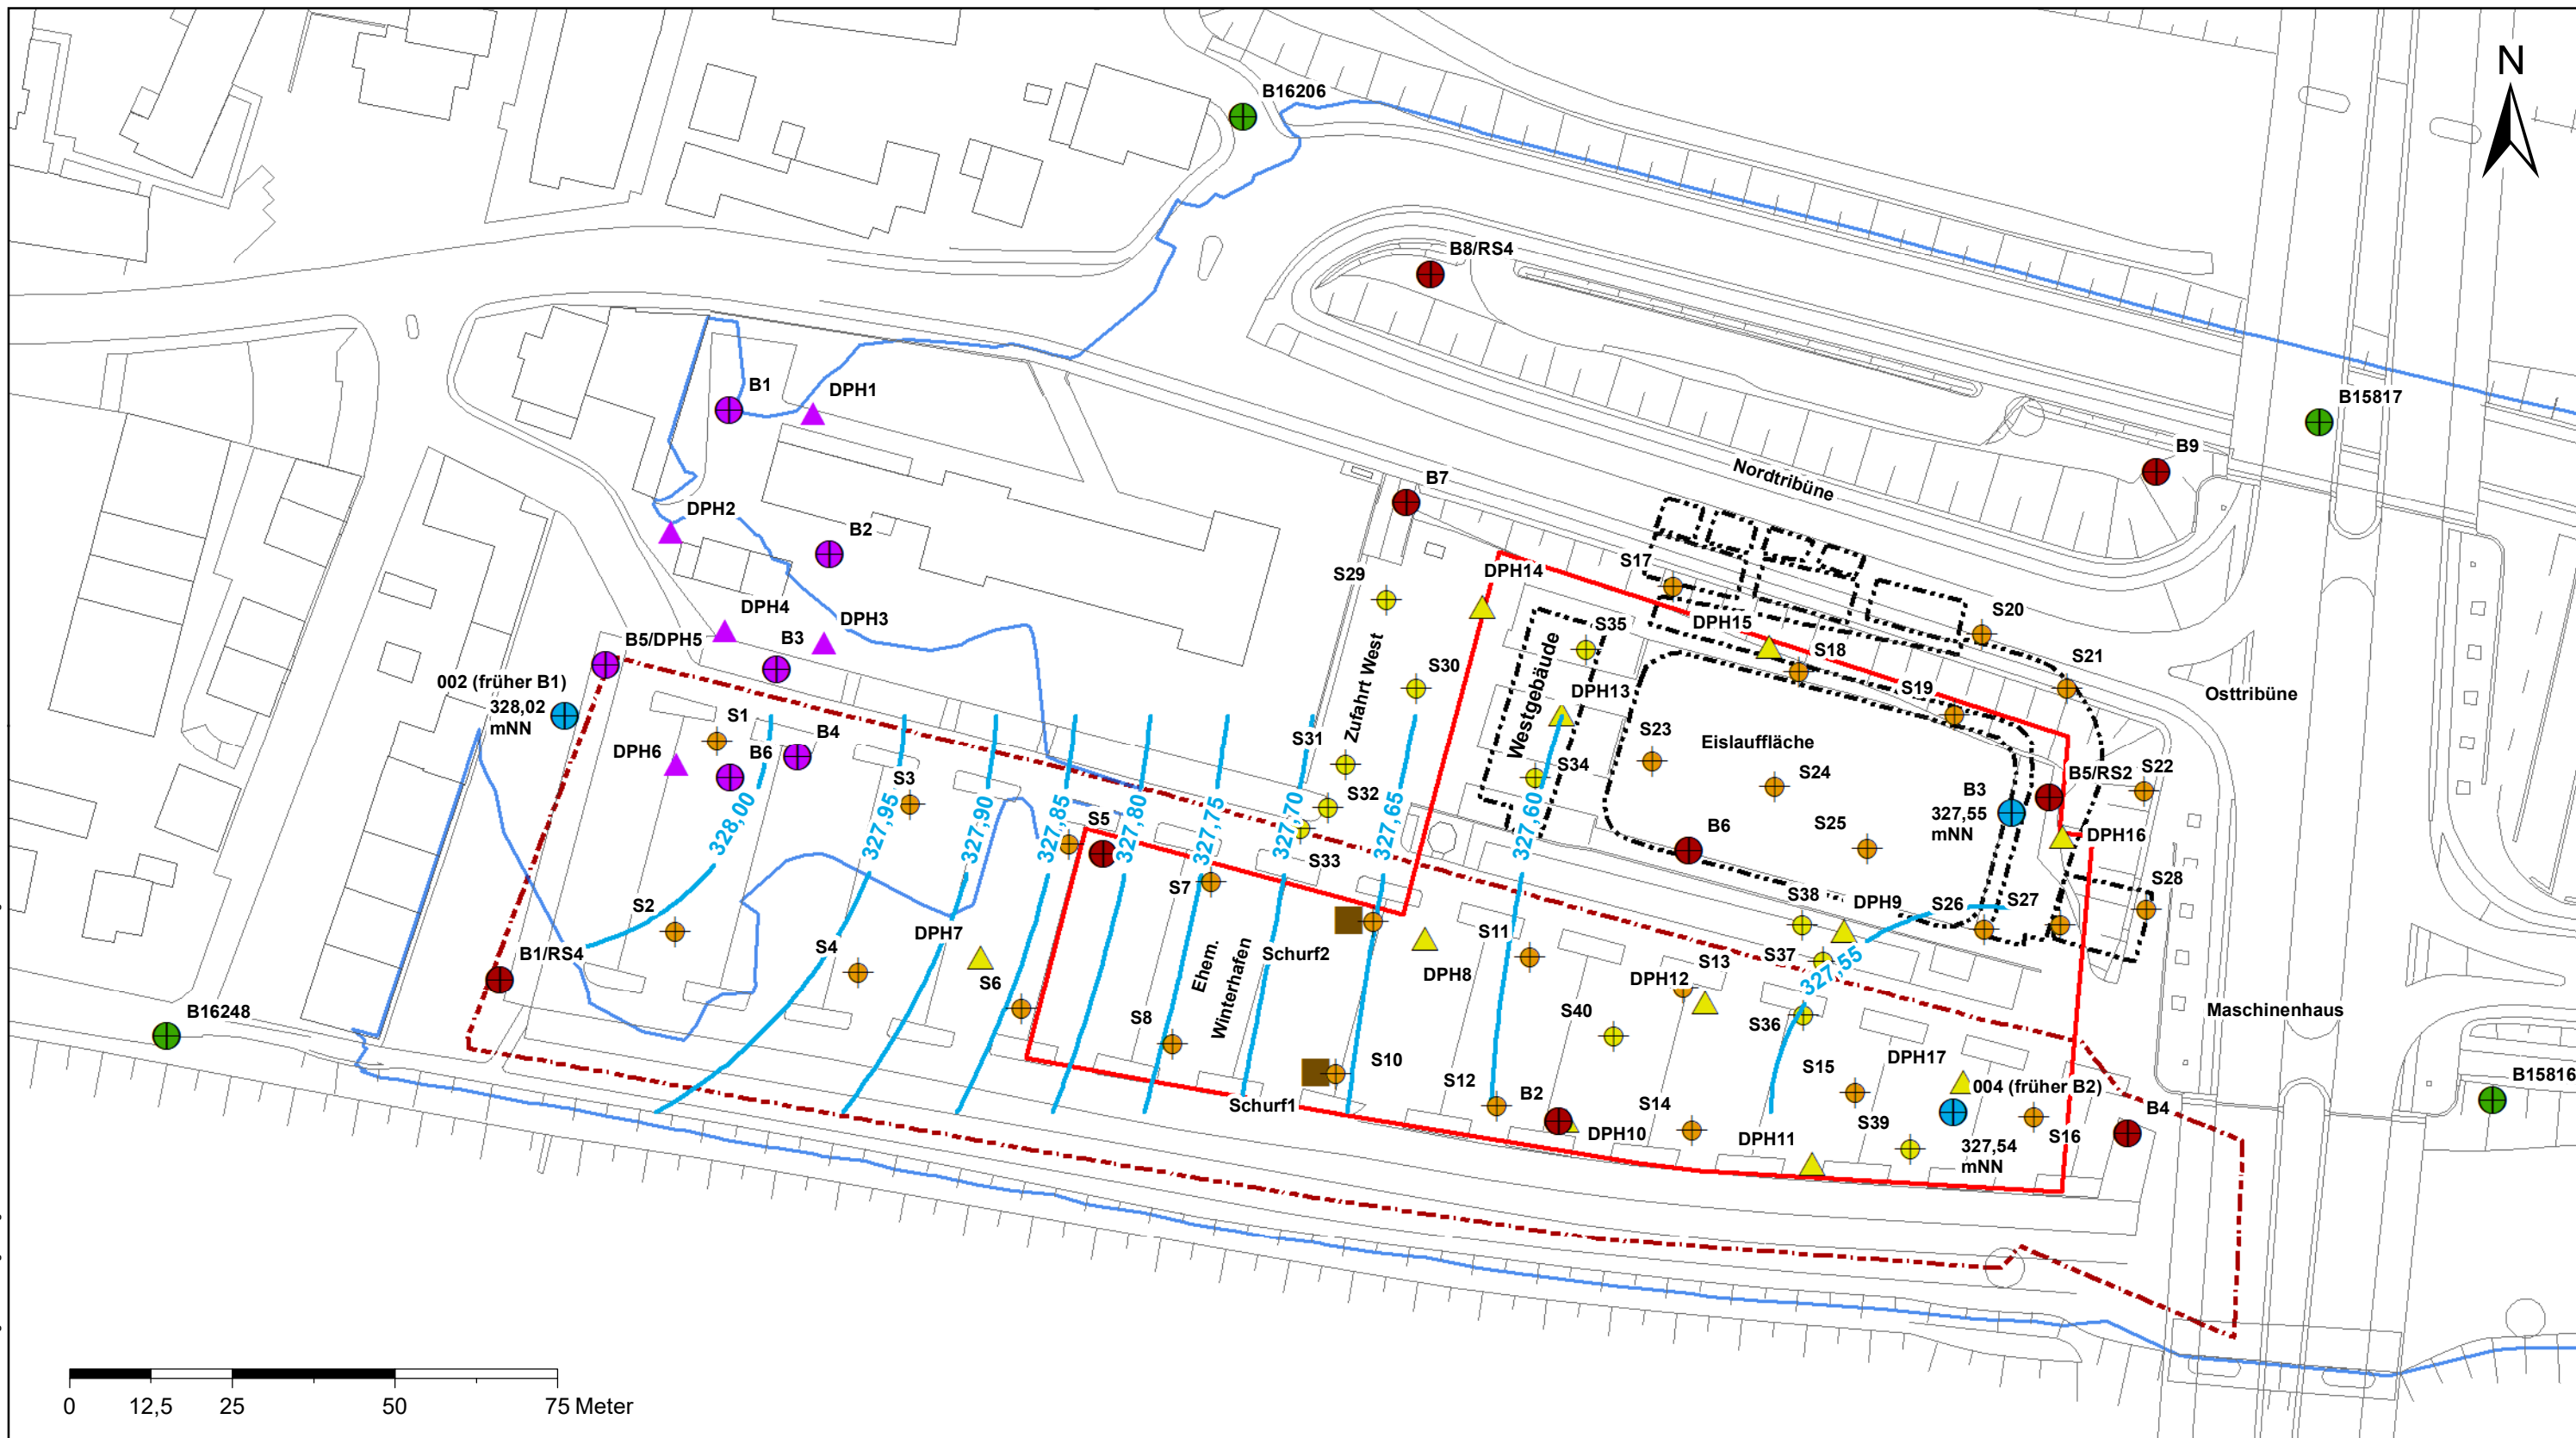 N
B16206
B8/RS4
B1
DPH1
B15817
B9
B7
Nordtribüne
DPH2
B2
S29
DPH14
S17
DPH4
DPH3
B5/DPH5
B3
S35
DPH15
S20
S18
S21
002 (früher B1)
328,02
mNN
S30
Zufahrt West
Westgebäude
DPH13
S19
Osttribüne
S1
B4
DPH6
B6
S31
S23
Eislauffläche
S3
S34
S24
B5/RS2
S22
B3
327,55
mNN
S32
S5
B6
S25
DPH16
328,00
327,95
327,90
327,85
327,80
327,75
327,70
327,65
327,60
S33
S7
S2
S38
DPH9
S26
S27
S28
B1/RS4
S4
DPH7
Ehem.
Winterhafen
Schurf2
S11
DPH8
S13
S37
327,55
DPH12
S6
B16248
S8
S40
S36
Maschinenhaus
S10
S12
B2
S15
DPH17
004 (früher B2)
B15816
Schurf1
S14
DPH10
DPH11
S39
S16
B4
327,54
mNN
0 12,5 25 50 75 Meter